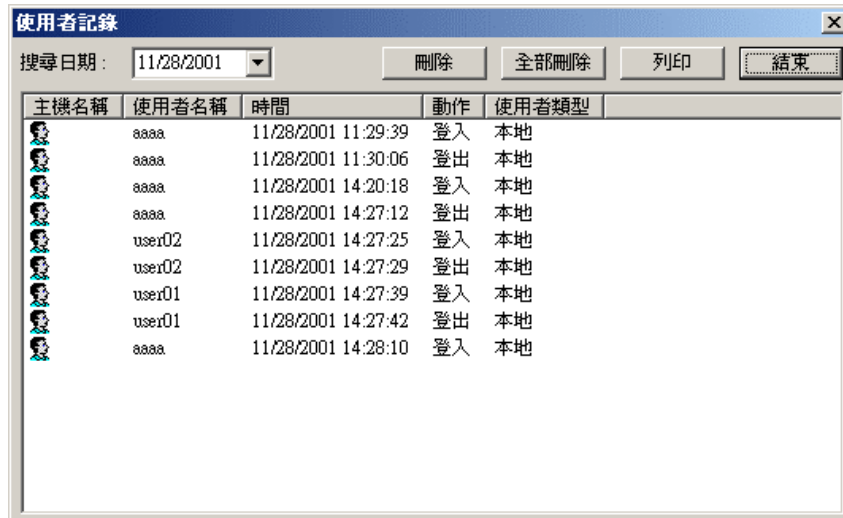 使用者記錄
搜尋日期: 11/28/2001 刪除 全部刪除 列印 結束
主機名稱 使用者名稱 時間 動作 使用者類型
aaaa 11/28/2001 11:29:39 登入 本地
aaaa 11/28/2001 11:30:06 登出 本地
aaaa 11/28/2001 14:20:18 登入 本地
aaaa 11/28/2001 14:27:12 登出 本地
user02 11/28/2001 14:27:25 登入 本地
user02 11/28/2001 14:27:29 登出 本地
user01 11/28/2001 14:27:39 登入 本地
user01 11/28/2001 14:27:42 登出 本地
aaaa 11/28/2001 14:28:10 登入 本地